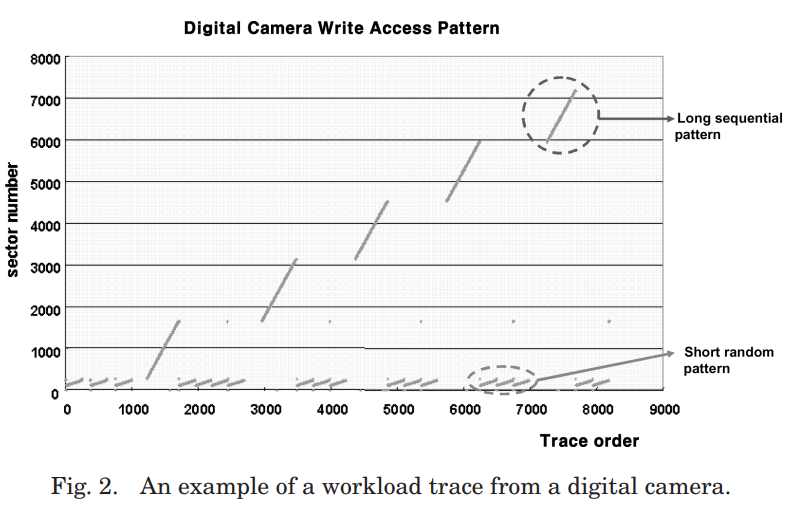 Digital Camera Write Access Pattern
8000
7000
6000
5000
4000
3000
2000
1000
0
sector number
0 1000 2000 3000 4000 5000 6000 7000 8000 9000
Trace order
Long sequential
pattern
Short random
pattern
Fig. 2. An example of a workload trace from a digital camera.